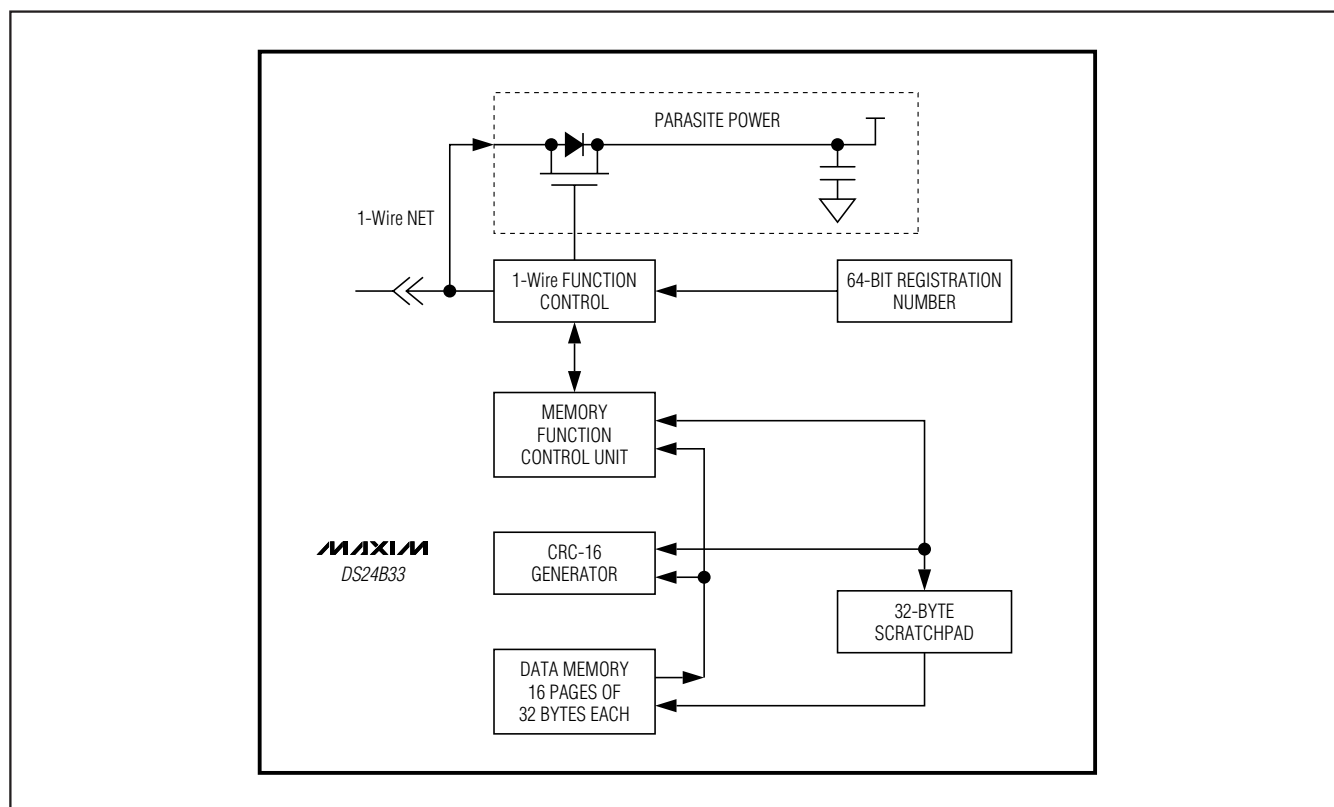 PARASITE POWER
1-Wire NET
1-Wire FUNCTION
CONTROL
64-BIT REGISTRATION
NUMBER
MEMORY
FUNCTION
CONTROL UNIT
MAXIM
DS24B33
CRC-16
GENERATOR
32-BYTE
SCRATCHPAD
DATA MEMORY
16 PAGES OF
32 BYTES EACH